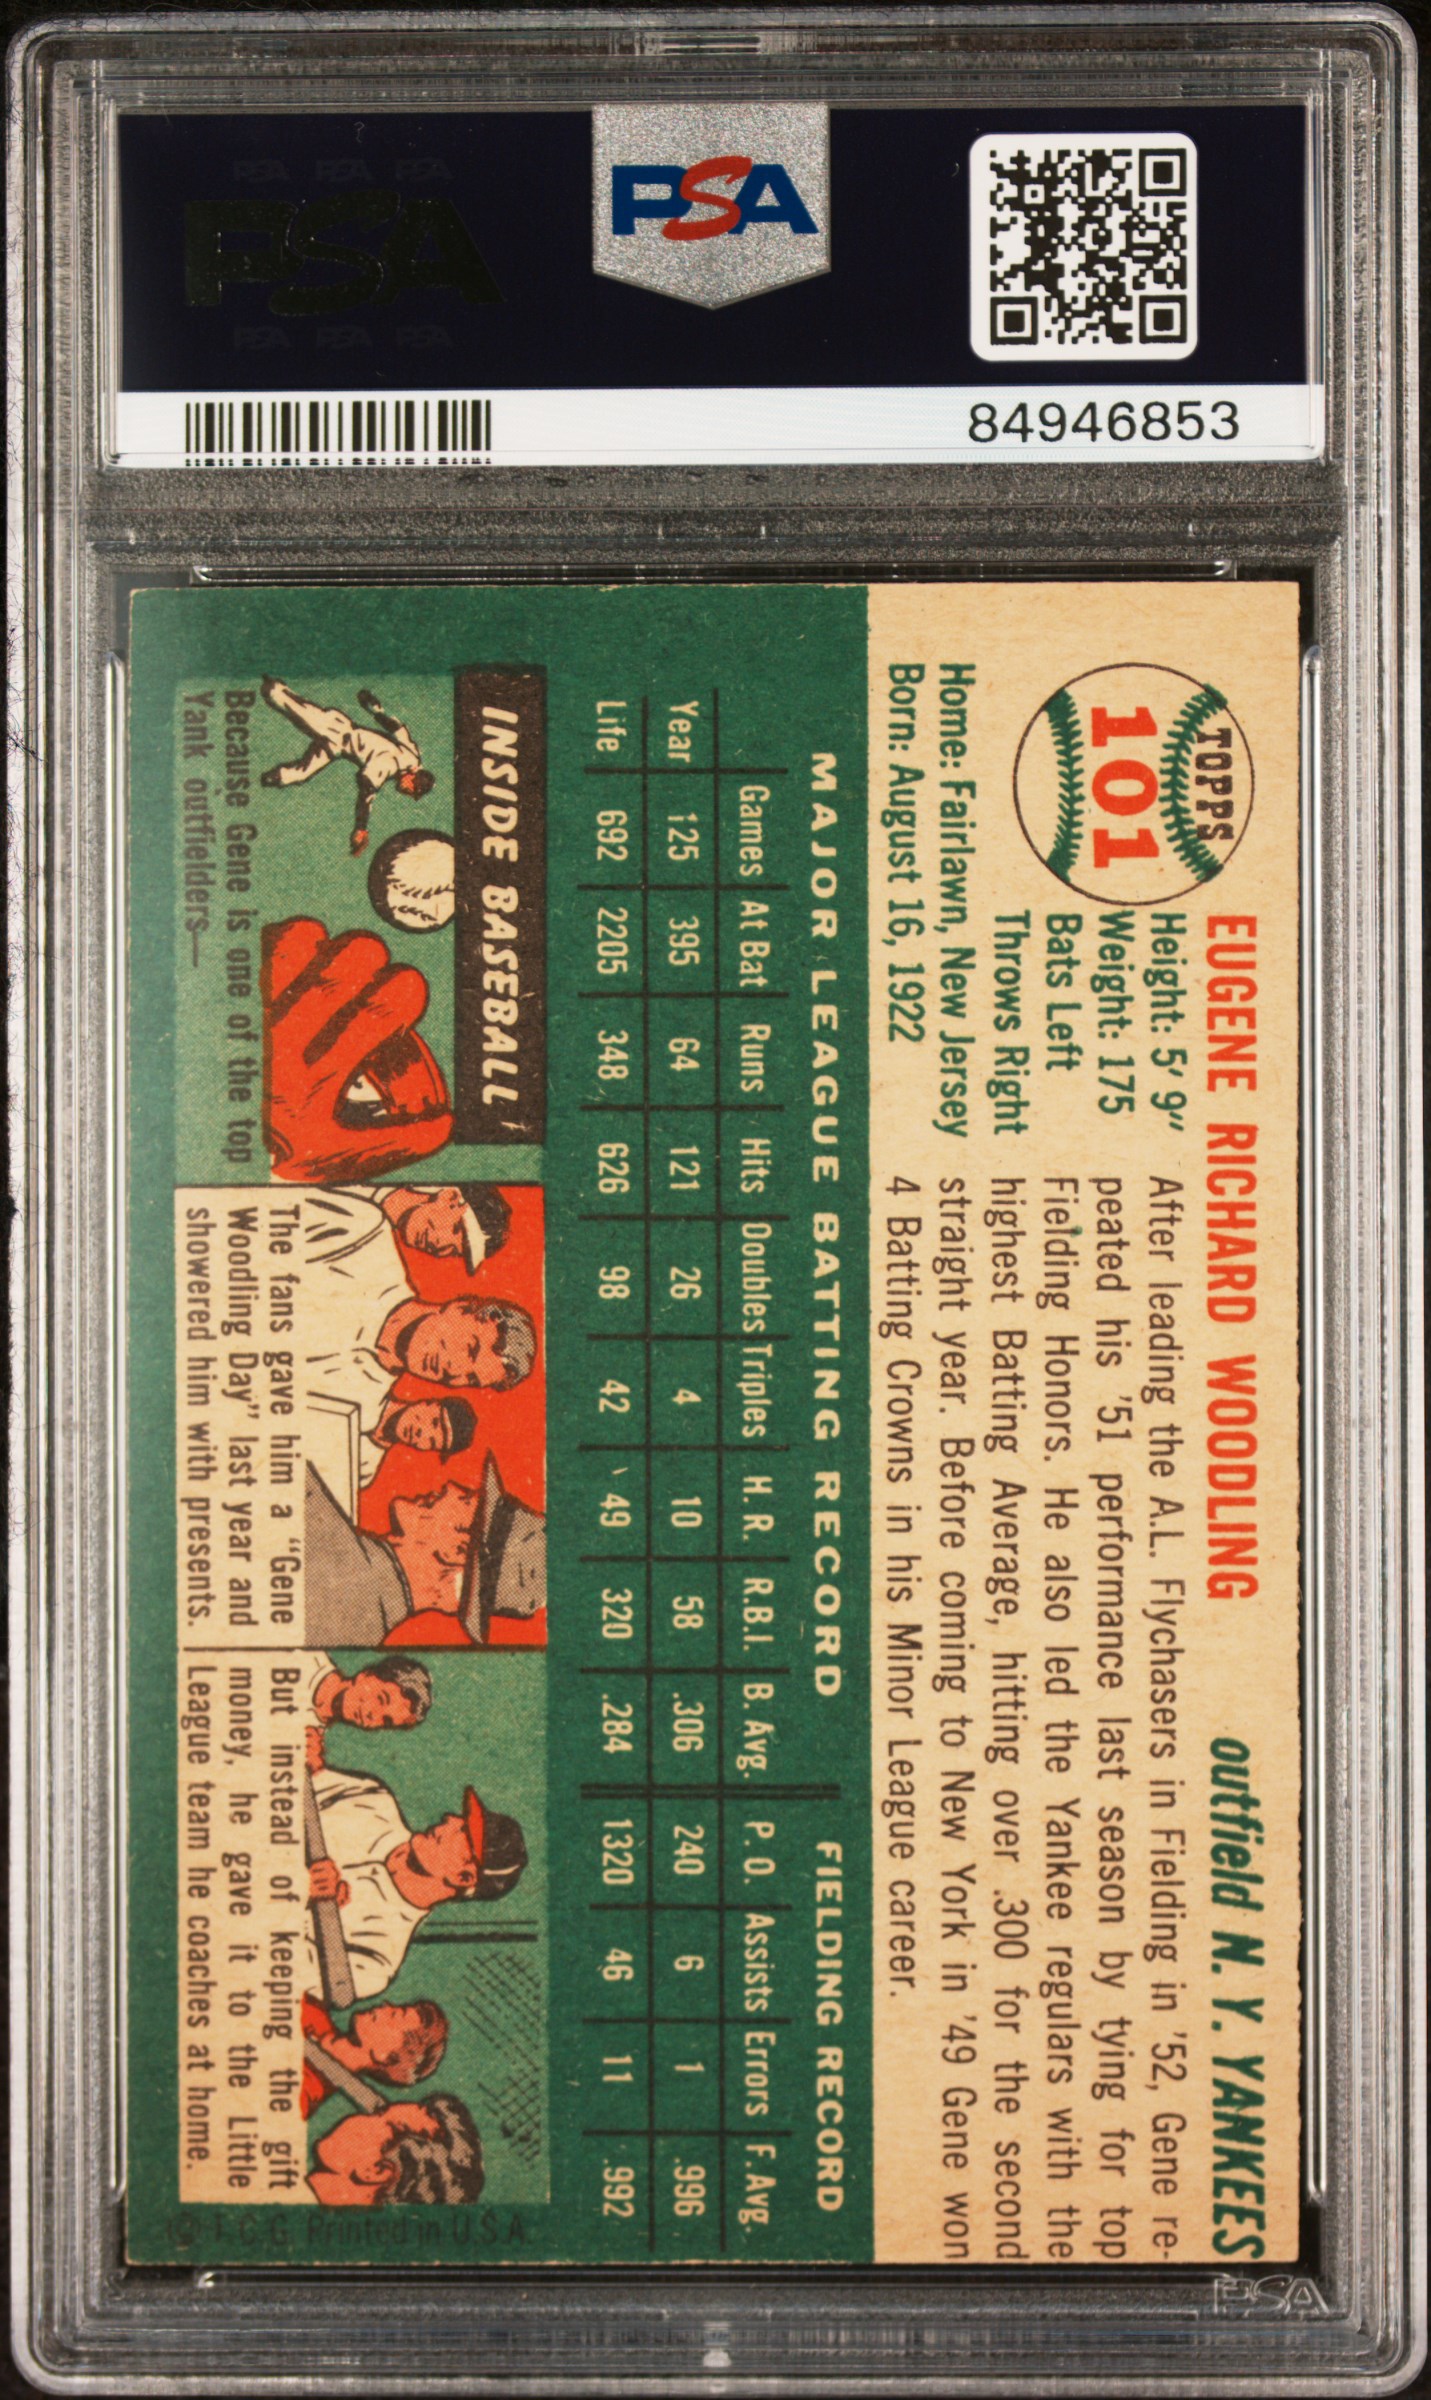 PSA PSA PSA
PSA
PSA PSA PSA
PSA
84946853
TOPPS
101
EUGENE RICHARD WOODLING
outfield N. Y. YANKEES
Height: 5' 9"
Weight: 175
Bats Left
Throws Right
Home: Fairlawn, New Jersey
Born: August 16, 1922
After leading the A.L. Flychasers in Fielding in '52, Gene re-
peated his '51 performance last season by tying for top
Fielding Honors. He also led the Yankee regulars with the
highest Batting Average, hitting over .300 for the second
straight year. Before coming to New York in '49 Gene won
4 Batting Crowns in his Minor League career.
MAJOR LEAGUE BATTING RECORD FIELDING RECORD
Games At Bat Runs Hits Doubles Triples H. R. R.B.I. B. Avg. P. O. Assists Errors F. Avg.
Year 125 395 64 121 26 4 10 58 .306 240 6 1 .996
Life 692 2205 348 626 98 42 49 320 .284 1320 46 11 .992
INSIDE BASEBALL
Because Gene is one of the top
Yank outfielders—
The fans gave him a "Gene
Woodling Day" last year and
showered him with presents.
But instead of keeping the gift
money, he gave it to the Little
League team he coaches at home.
© T. C. G. Printed in U.S.A.
PSA